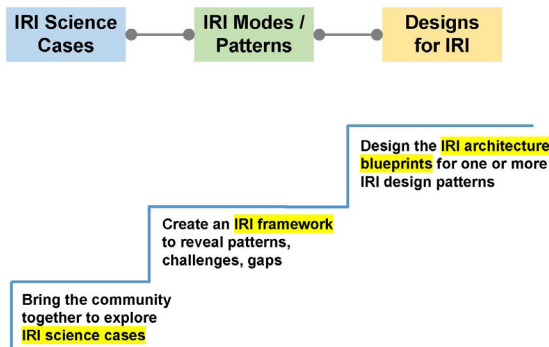 IRI Science
Cases
IRI Modes /
Patterns
Designs
for IRI
Design the IRI architecture
blueprints for one or more
IRI design patterns
Create an IRI framework
to reveal patterns,
challenges, gaps
Bring the community
together to explore
IRI science cases